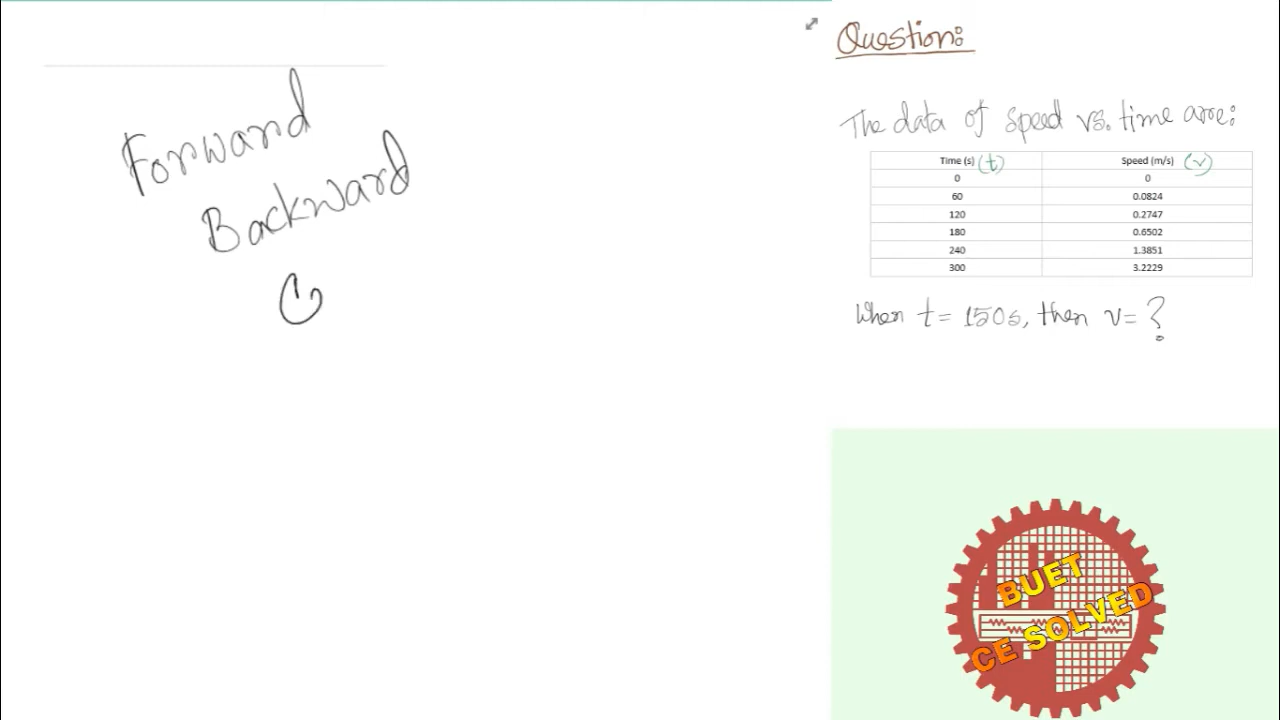 Forward
Backward
C
Question:
The data of speed vs. time are:
Time (s) (t) Speed (m/s) (v)
0 0
60 0.0824
120 0.2747
180 0.6502
240 1.3851
300 3.2229
When t = 150s, then v = ?
BUET
CE SOLVED